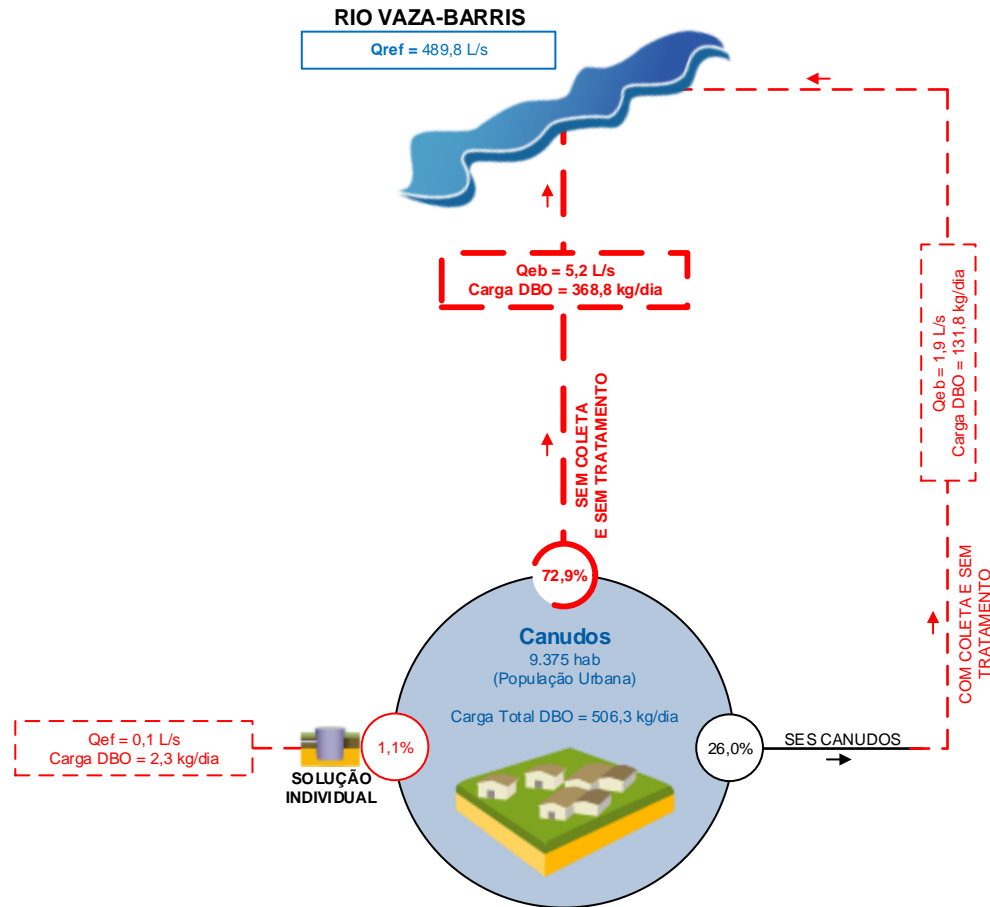 RIO VAZA-BARRIS
Qref = 489,8 L/s
Qeb = 5,2 L/s
Carga DBO = 368,8 kg/dia
Qeb = 1,9 L/s
Carga DBO = 131,8 kg/dia
SEM COLETA
E SEM TRATAMENTO
COM COLETA E SEM
TRATAMENTO
72,9%
Canudos
9.375 hab
(População Urbana)
Carga Total DBO = 506,3 kg/dia
Qef = 0,1 L/s
Carga DBO = 2,3 kg/dia
SOLUÇÃO
INDIVIDUAL
1,1%
26,0%
SES CANUDOS